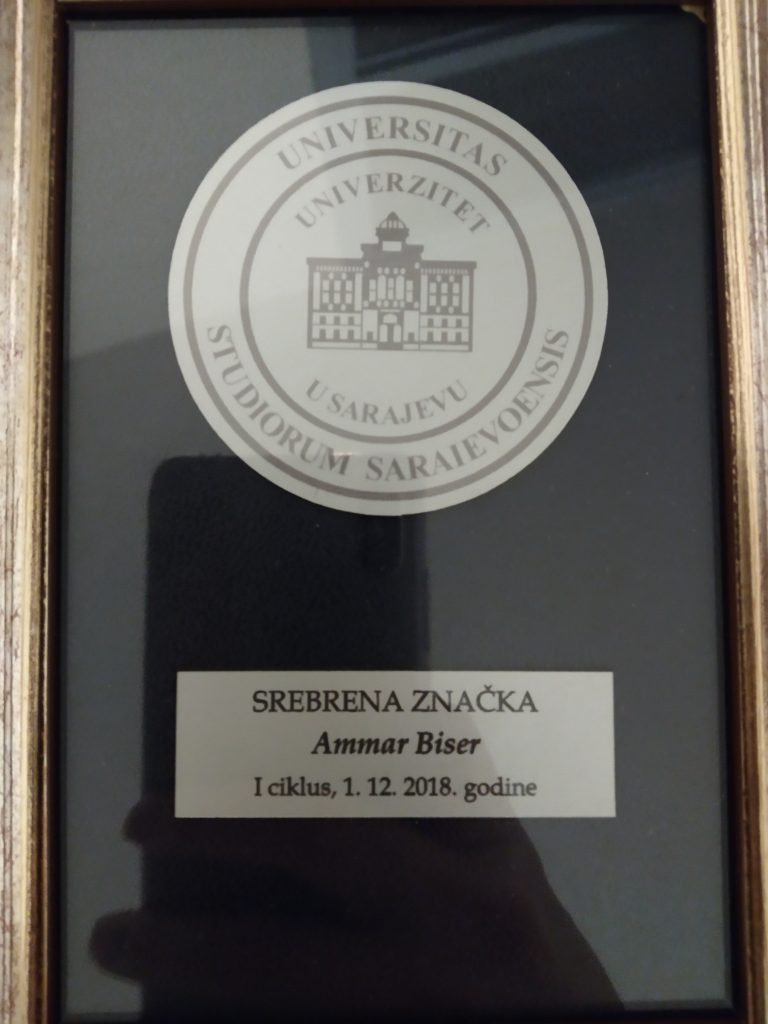 UNIVERSITAS
STUDIORUM SARAIEVOENSIS
UNIVERZITET
U SARAJEVU
SREBRENA ZNAČKA
Ammar Biser
I ciklus, 1. 12. 2018. godine